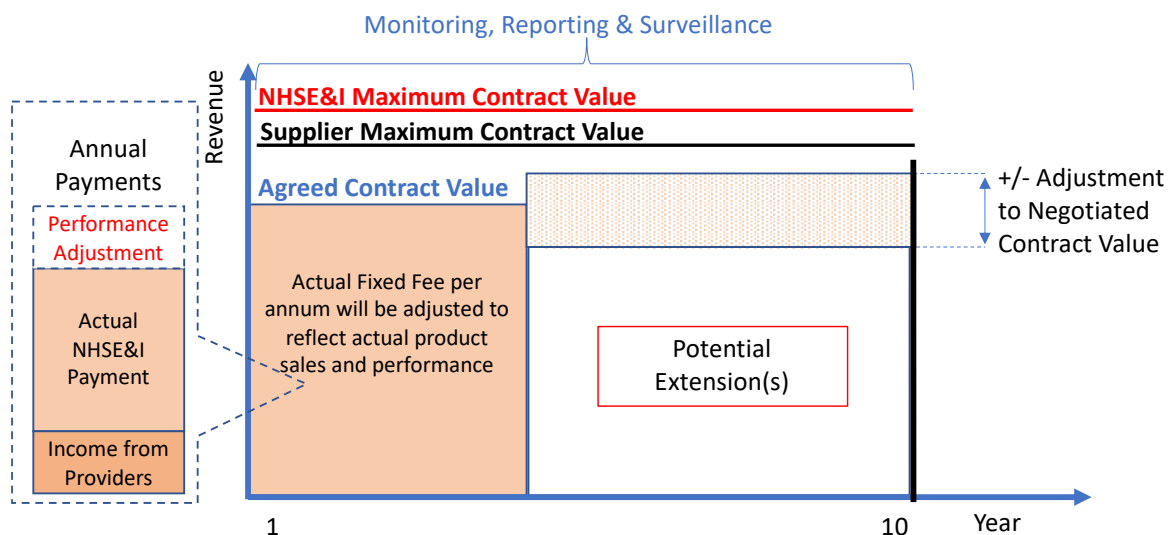 Monitoring, Reporting & Surveillance
Revenue
NHSE&I Maximum Contract Value
Supplier Maximum Contract Value
Agreed Contract Value
Annual
Payments
Performance
Adjustment
Actual
NHSE&I
Payment
Income from
Providers
Actual Fixed Fee per
annum will be adjusted to
reflect actual product
sales and performance
Potential
Extension(s)
+/- Adjustment
to Negotiated
Contract Value
1
10
Year